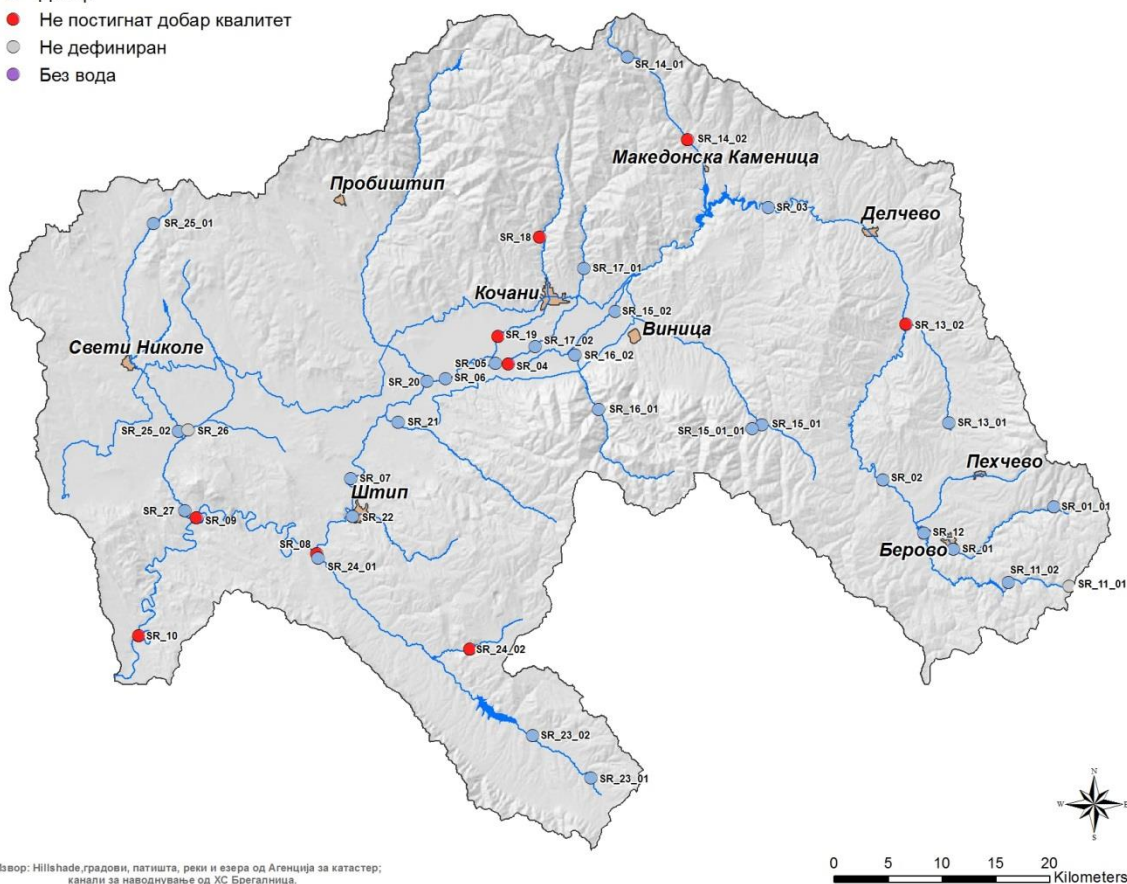 Не постигнат добар квалитет
Не дефиниран
Без вода
SR_14_01
SR_14_02
Македонска Каменица
Пробиштип
SR_03
Делчево
SR_25_01
SR_18
SR_17_01
Кочани
SR_15_02
Виница
SR_13_02
SR_19
SR_17_02
Свети Николе
SR_16_02
SR_05
SR_04
SR_06
SR_20
SR_16_01
SR_21
SR_15_01_01
SR_15_01
SR_13_01
SR_25_02
SR_26
Пехчево
SR_07
SR_02
Штип
SR_27
SR_09
SR_22
SR_01_01
SR_12
SR_08
Берово
SR_01
SR_24_01
SR_11_02
SR_11_01
SR_10
SR_24_02
SR_23_02
SR_23_01
N
W
E
S
Извор: Hillshade,градови, патишта, реки и езера од Агенција за катастер;
канали за наводнување од ХС Брегалница.
0 5 10 15 20
Kilometers